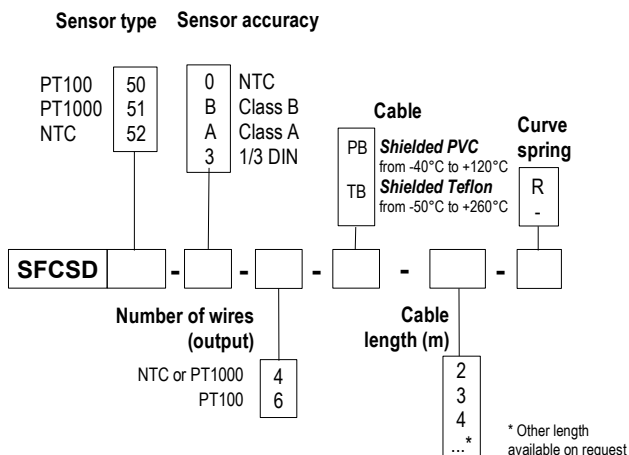 Sensor type Sensor accuracy
PT100 50
PT1000 51
NTC 52
0 NTC
B Class B
A Class A
3 1/3 DIN
Cable
PB Shielded PVC
from -40°C to +120°C
TB Shielded Teflon
from -50°C to +260°C
Curve
spring
R
-
SFCSD - - - - -
Number of wires
(output)
NTC or PT1000 4
PT100 6
Cable
length (m)
2
3
4
...*
* Other length
available on request